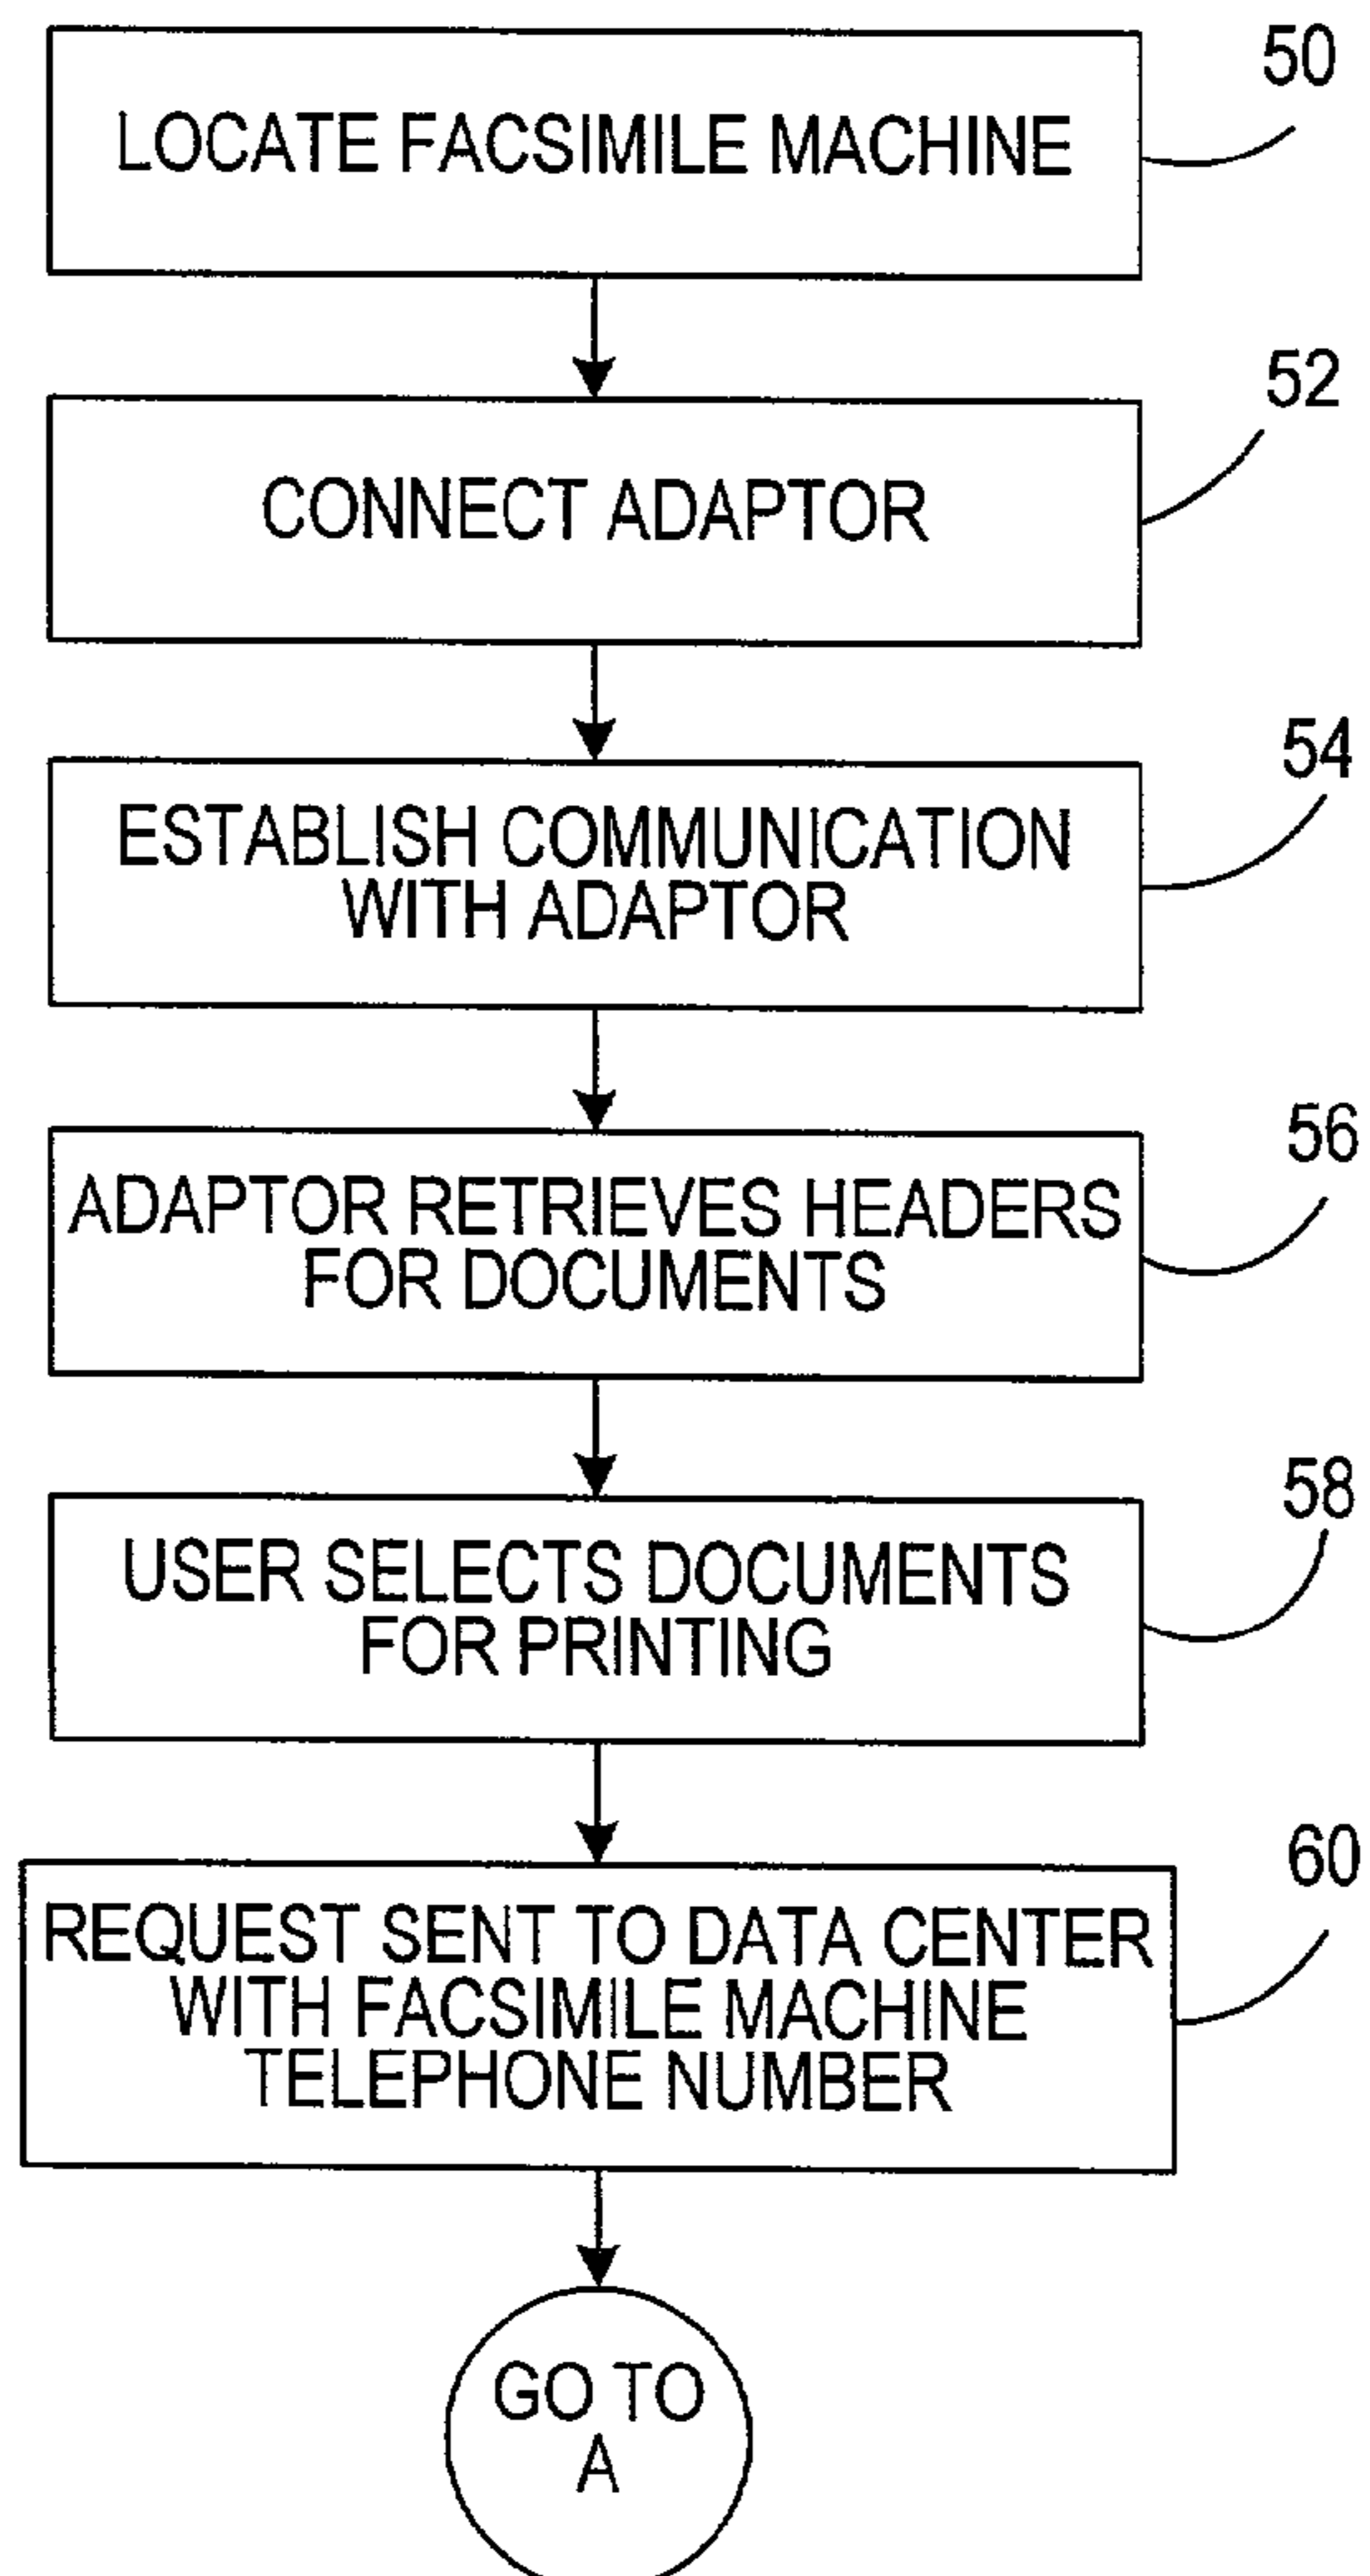 LOCATE FACSIMILE MACHINE
50
CONNECT ADAPTOR
52
ESTABLISH COMMUNICATION
WITH ADAPTOR
54
ADAPTOR RETRIEVES HEADERS
FOR DOCUMENTS
56
USER SELECTS DOCUMENTS
FOR PRINTING
58
REQUEST SENT TO DATA CENTER
WITH FACSIMILE MACHINE
TELEPHONE NUMBER
60
GO TO
A